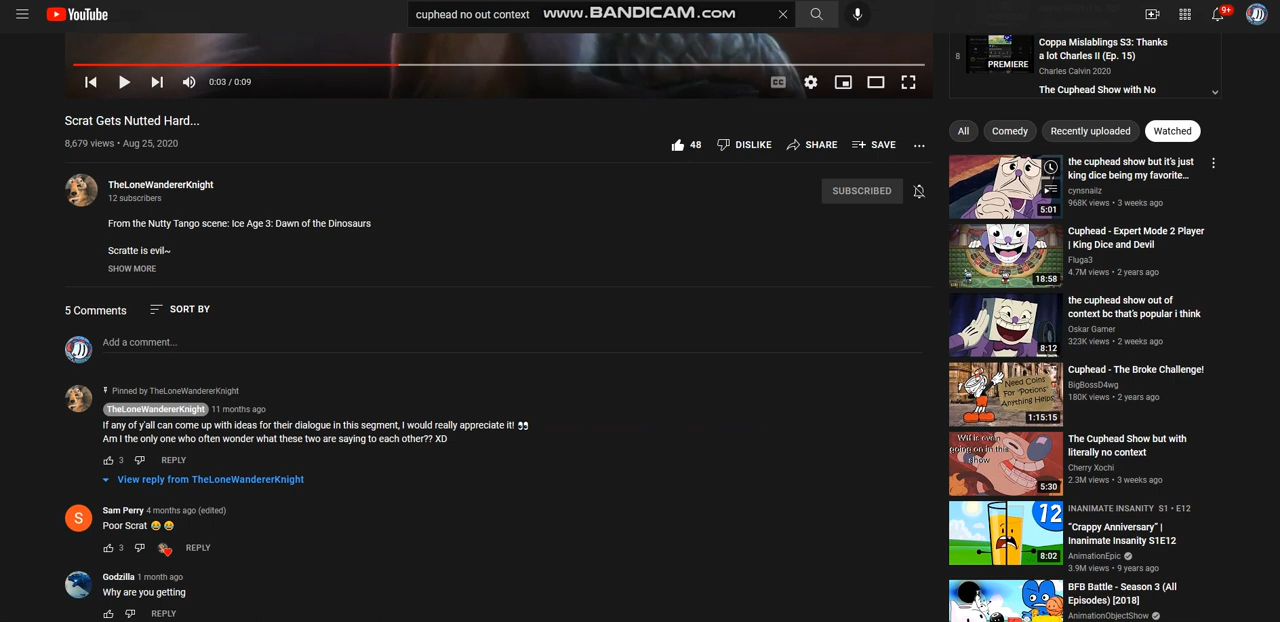 YouTube
cuphead no out context
www.BANDICAM.com
9+
0:03 / 0:09
CC
Scrat Gets Nutted Hard...
8,679 views • Aug 25, 2020
48
DISLIKE
SHARE
SAVE
TheLoneWandererKnight
12 subscribers
SUBSCRIBED
From the Nutty Tango scene: Ice Age 3: Dawn of the Dinosaurs
Scratte is evil~
SHOW MORE
5 Comments
SORT BY
Add a comment...
Pinned by TheLoneWandererKnight
TheLoneWandererKnight 11 months ago
If any of y'all can come up with ideas for their dialogue in this segment, I would really appreciate it! 👀
Am I the only one who often wonder what these two are saying to each other?? XD
3
REPLY
View reply from TheLoneWandererKnight
S
Sam Perry 4 months ago (edited)
Poor Scrat 😂😂
3
REPLY
Godzilla 1 month ago
Why are you getting
REPLY
8
PREMIERE
Coppa Mislablings S3: Thanks
a lot Charles II (Ep. 15)
Charles Calvin 2020
The Cuphead Show with No
All
Comedy
Recently uploaded
Watched
5:01
the cuphead show but it's just
king dice being my favorite…
cynsnailz
968K views • 3 weeks ago
18:58
Cuphead - Expert Mode 2 Player
| King Dice and Devil
Fluga3
4.7M views • 2 years ago
8:12
the cuphead show out of
context bc that's popular i think
Oskar Gamer
323K views • 2 weeks ago
Need Coins
For "Potions"
Anything Helps
1:15:15
Cuphead - The Broke Challenge!
BigBossD4wg
180K views • 2 years ago
going on in this
show
5:30
The Cuphead Show but with
literally no context
Cherry Xochi
2.3M views • 3 weeks ago
12
8:02
INANIMATE INSANITY S1 • E12
“Crappy Anniversary” |
Inanimate Insanity S1E12
AnimationEpic
3.9M views • 9 years ago
BFB Battle - Season 3 (All
Episodes) [2018]
AnimationObjectShow